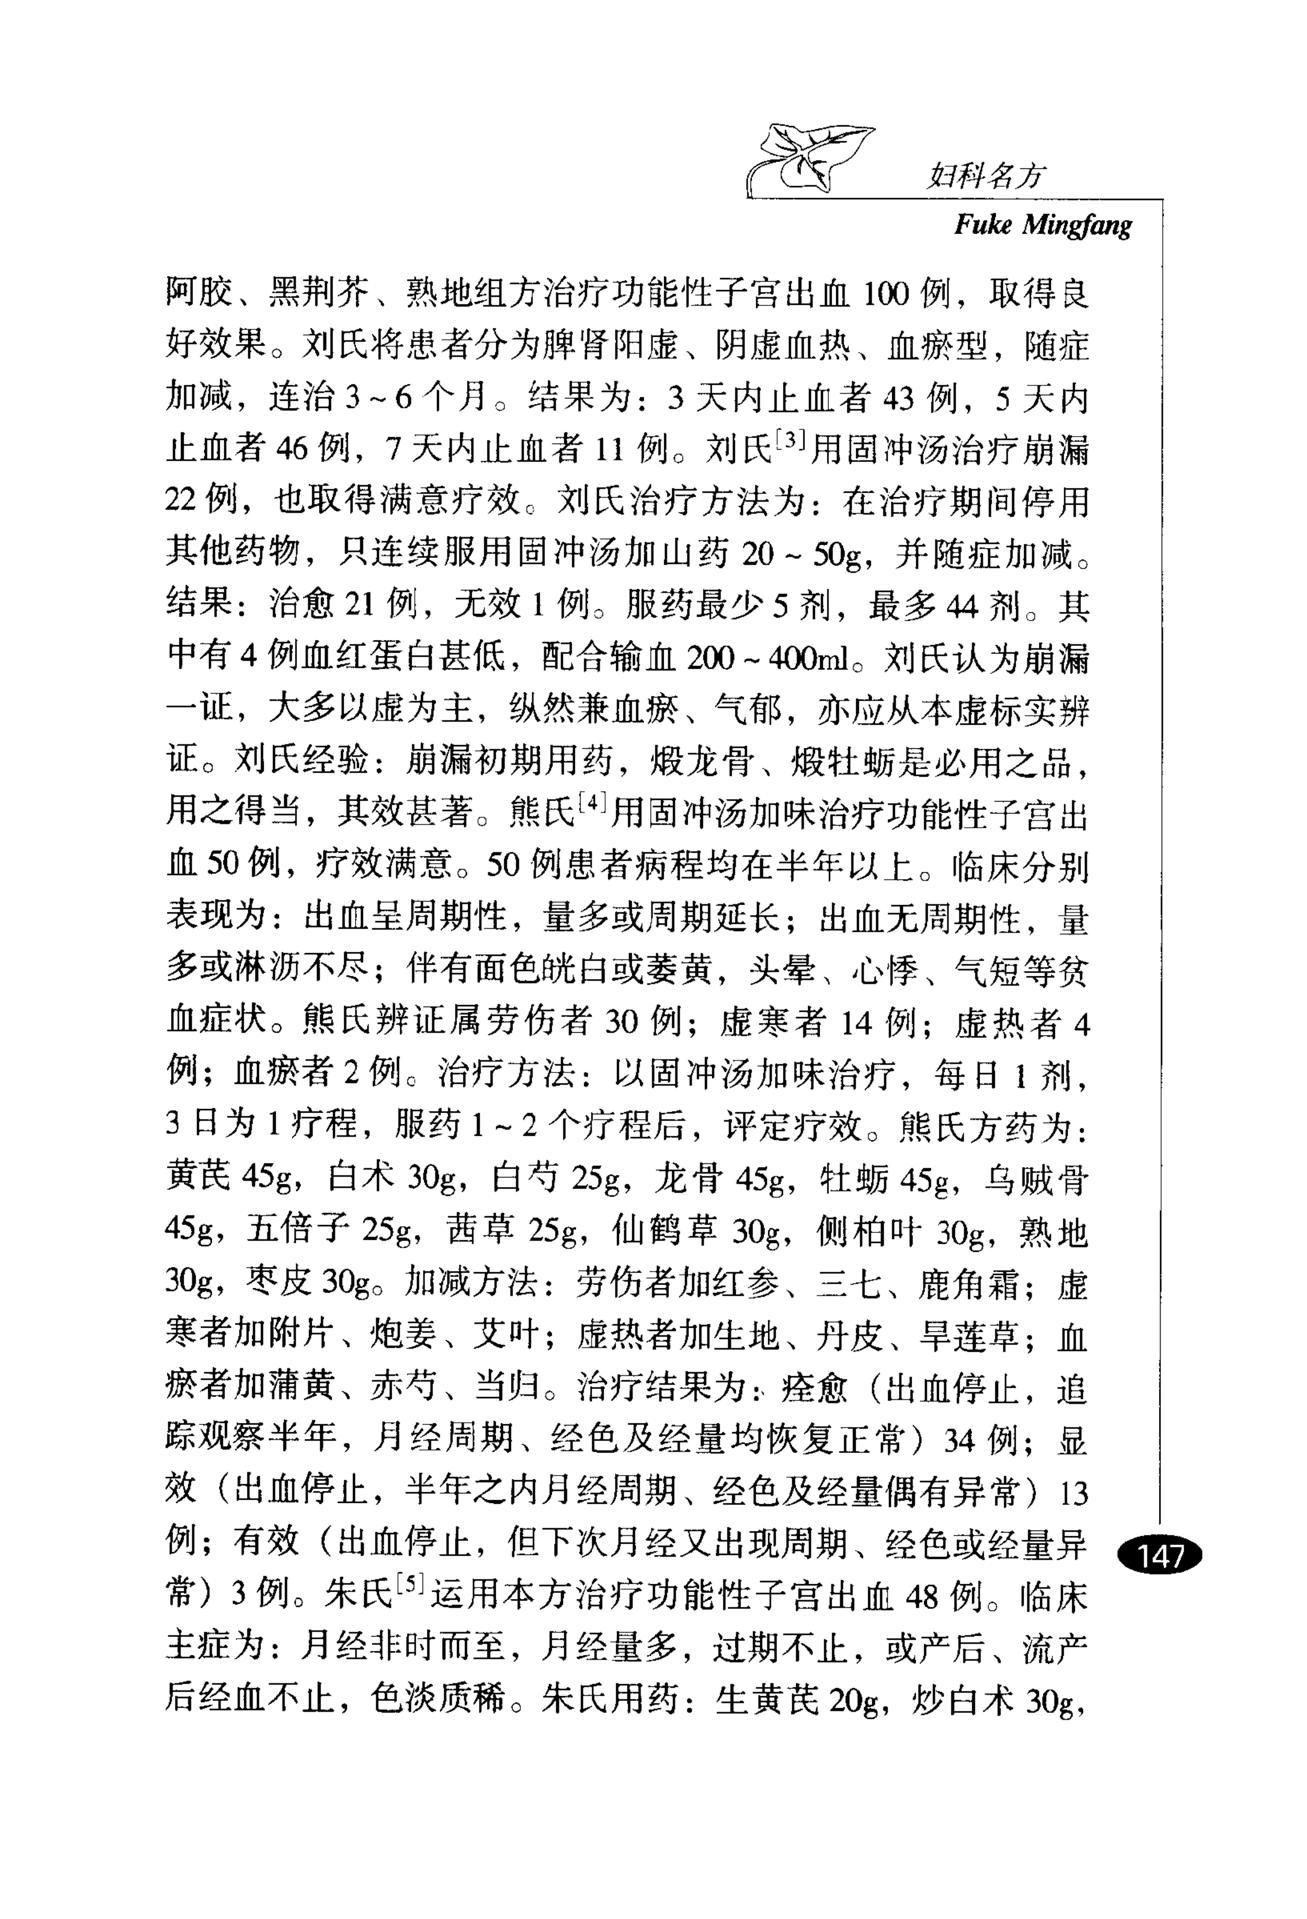 妇科名方
Fuke Mingfang
阿胶、黑荆芥、熟地组方治疗功能性子宫出血 100 例，取得良
好效果。刘氏将患者分为脾肾阳虚、阴虚血热、血瘀型，随症
加减，连治 3～6 个月。结果为：3 天内止血者 43 例，5 天内
止血者 46 例，7 天内止血者 11 例。刘氏[3]用固冲汤治疗崩漏
22 例，也取得满意疗效。刘氏治疗方法为：在治疗期间停用
其他药物，只连续服用固冲汤加山药 20～50g，并随症加减。
结果：治愈 21 例，无效 1 例。服药最少 5 剂，最多 44 剂。其
中有 4 例血红蛋白甚低，配合输血 200～400ml。刘氏认为崩漏
一证，大多以虚为主，纵然兼血瘀、气郁，亦应从本虚标实辨
证。刘氏经验：崩漏初期用药，煅龙骨、煅牡蛎是必用之品，
用之得当，其效甚著。熊氏[4]用固冲汤加味治疗功能性子宫出
血 50 例，疗效满意。50 例患者病程均在半年以上。临床分别
表现为：出血呈周期性，量多或周期延长；出血无周期性，量
多或淋沥不尽；伴有面色㿠白或萎黄，头晕、心悸、气短等贫
血症状。熊氏辨证属劳伤者 30 例；虚寒者 14 例；虚热者 4
例；血瘀者 2 例。治疗方法：以固冲汤加味治疗，每日 1 剂，
3 日为 1 疗程，服药 1～2 个疗程后，评定疗效。熊氏方药为：
黄芪 45g，白术 30g，白芍 25g，龙骨 45g，牡蛎 45g，乌贼骨
45g，五倍子 25g，茜草 25g，仙鹤草 30g，侧柏叶 30g，熟地
30g，枣皮 30g。加减方法：劳伤者加红参、三七、鹿角霜；虚
寒者加附片、炮姜、艾叶；虚热者加生地、丹皮、旱莲草；血
瘀者加蒲黄、赤芍、当归。治疗结果为：痊愈（出血停止，追
踪观察半年，月经周期、经色及经量均恢复正常）34 例；显
效（出血停止，半年之内月经周期、经色及经量偶有异常）13
例；有效（出血停止，但下次月经又出现周期、经色或经量异
常）3 例。朱氏[5]运用本方治疗功能性子宫出血 48 例。临床
主症为：月经非时而至，月经量多，过期不止，或产后、流产
后经血不止，色淡质稀。朱氏用药：生黄芪 20g，炒白术 30g，
147